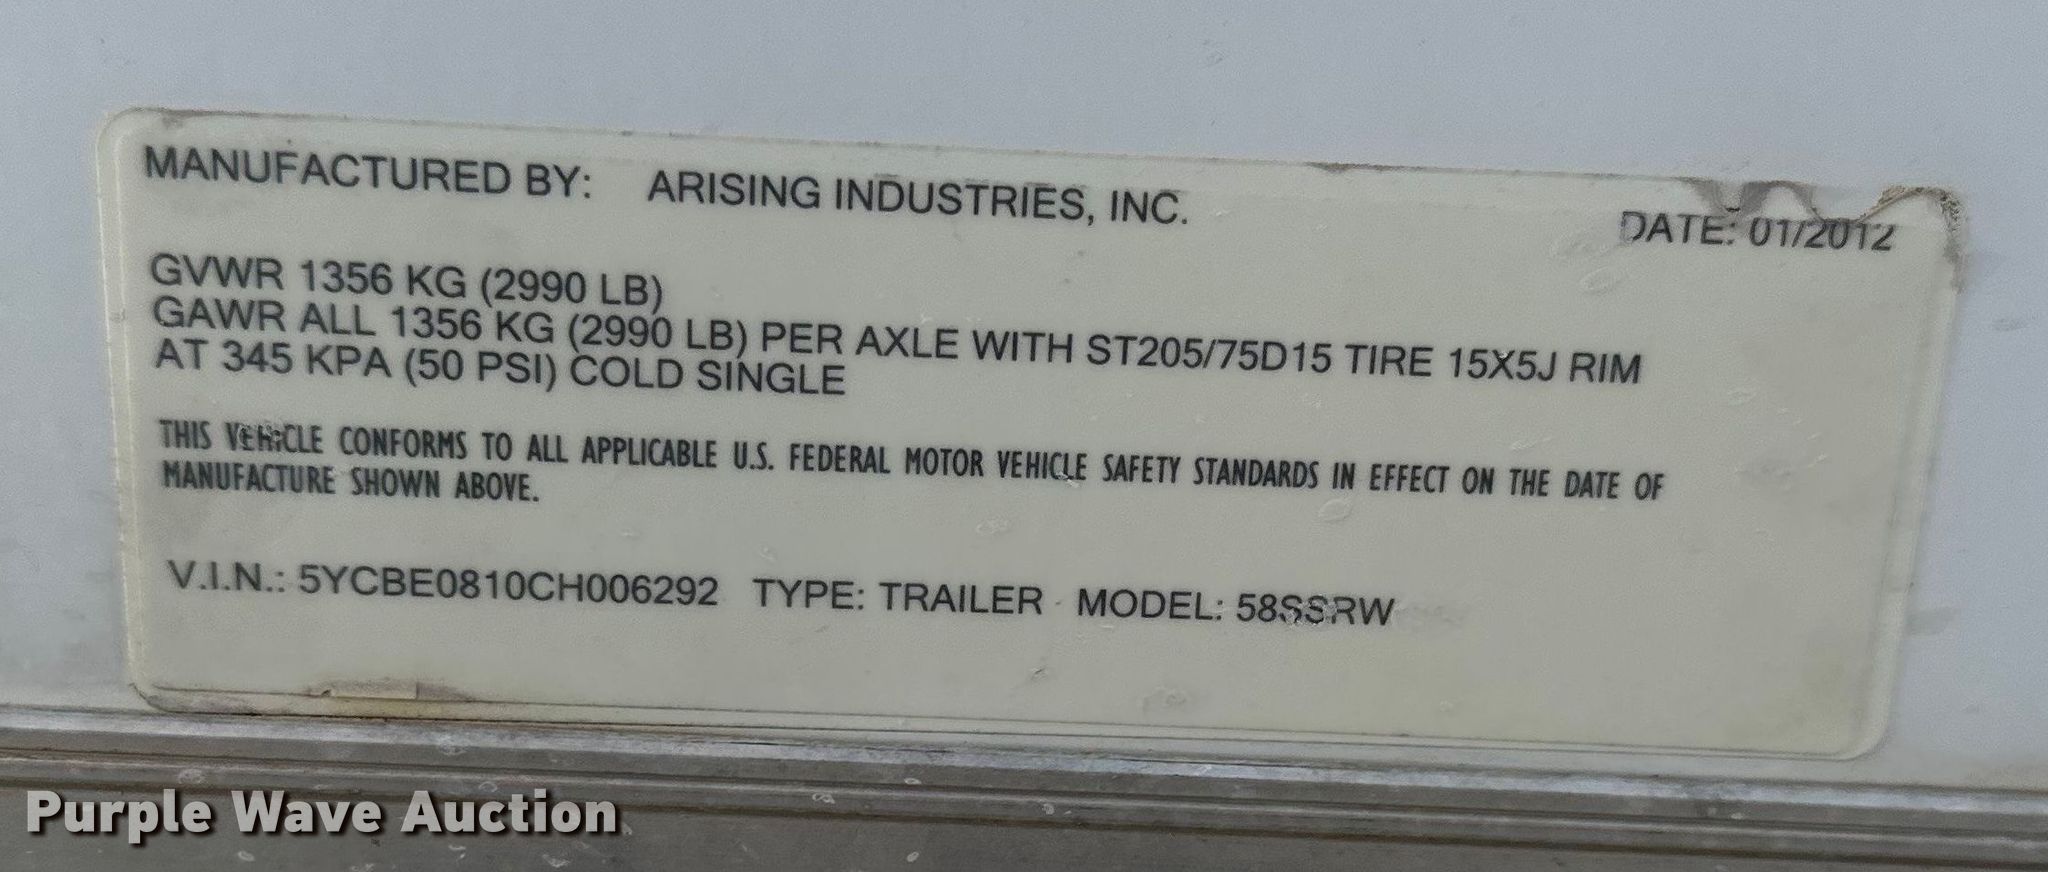 MANUFACTURED BY: ARISING INDUSTRIES, INC. DATE: 01/2012
GVWR 1356 KG (2990 LB)
GAWR ALL 1356 KG (2990 LB) PER AXLE WITH ST205/75D15 TIRE 15X5J RIM
AT 345 KPA (50 PSI) COLD SINGLE
THIS VEHICLE CONFORMS TO ALL APPLICABLE U.S. FEDERAL MOTOR VEHICLE SAFETY STANDARDS IN EFFECT ON THE DATE OF
MANUFACTURE SHOWN ABOVE.
V.I.N.: 5YCBE0810CH006292 TYPE: TRAILER MODEL: 58SSRW
Purple Wave Auction